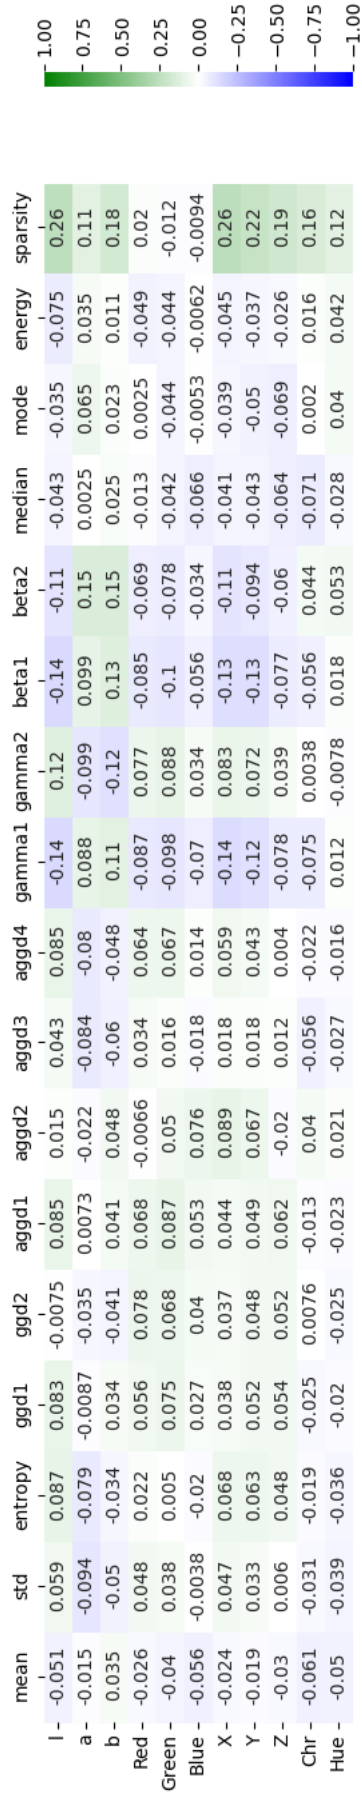 mean std entropy ggd1 ggd2 aggd1 aggd2 aggd3 aggd4 gamma1 gamma2 beta1 beta2 median mode energy sparsity
l -0.051 0.059 0.087 0.083 -0.0075 0.085 0.015 0.043 0.085 -0.14 0.12 -0.14 -0.11 -0.043 -0.035 -0.075 0.26
a -0.015 -0.094 -0.079 -0.0087 -0.035 0.0073 -0.022 -0.084 -0.08 0.088 -0.099 0.099 0.15 0.0025 0.065 0.035 0.11
b 0.035 -0.05 -0.034 0.034 -0.041 0.041 0.048 -0.06 -0.048 0.11 -0.12 0.13 0.15 0.025 0.023 0.011 0.18
Red -0.026 0.048 0.022 0.056 0.078 0.068 -0.0066 0.034 0.064 -0.087 0.077 -0.085 -0.069 -0.013 0.0025 -0.049 0.02
Green -0.04 0.038 0.005 0.075 0.068 0.087 0.05 0.016 0.067 -0.098 0.088 -0.1 -0.078 -0.042 -0.044 -0.044 -0.012
Blue -0.056 -0.0038 -0.02 0.027 0.04 0.053 0.076 -0.018 0.014 -0.07 0.034 -0.056 -0.034 -0.066 -0.0053 -0.0062 -0.0094
X -0.024 0.047 0.068 0.038 0.037 0.044 0.089 0.018 0.059 -0.14 0.083 -0.13 -0.11 -0.041 -0.039 -0.045 0.26
Y -0.019 0.033 0.063 0.052 0.048 0.049 0.067 0.018 0.043 -0.12 0.072 -0.13 -0.094 -0.043 -0.05 -0.037 0.22
Z -0.03 0.006 0.048 0.054 0.052 0.062 -0.02 0.012 0.004 -0.078 0.039 -0.077 -0.06 -0.064 -0.069 -0.026 0.19
Chr -0.061 -0.031 -0.019 -0.025 0.0076 -0.013 0.04 -0.056 -0.022 -0.075 0.0038 -0.056 0.044 -0.071 0.002 0.016 0.16
Hue -0.05 -0.039 -0.036 -0.02 -0.025 -0.023 0.021 -0.027 -0.016 0.012 -0.0078 0.018 0.053 -0.028 0.04 0.042 0.12
1.00
0.75
0.50
0.25
0.00
−0.25
−0.50
−0.75
−1.00